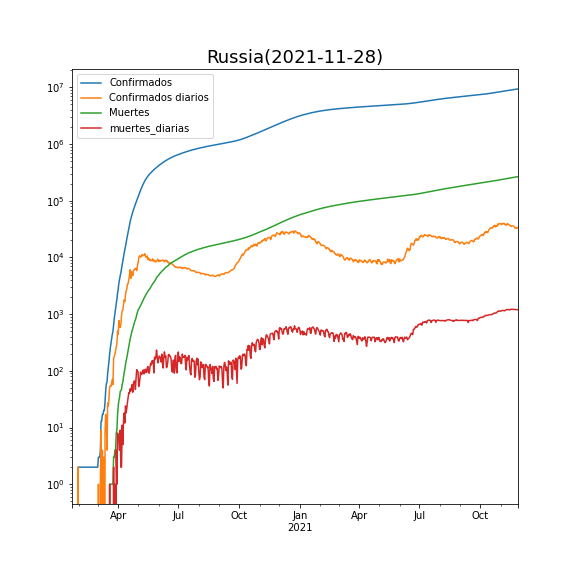 Russia(2021-11-28)
Confirmados
Confirmados diarios
Muertes
muertes_diarias
10⁷
10⁶
10⁵
10⁴
10³
10²
10¹
10⁰
Apr Jul Oct Jan Apr Jul Oct
2021